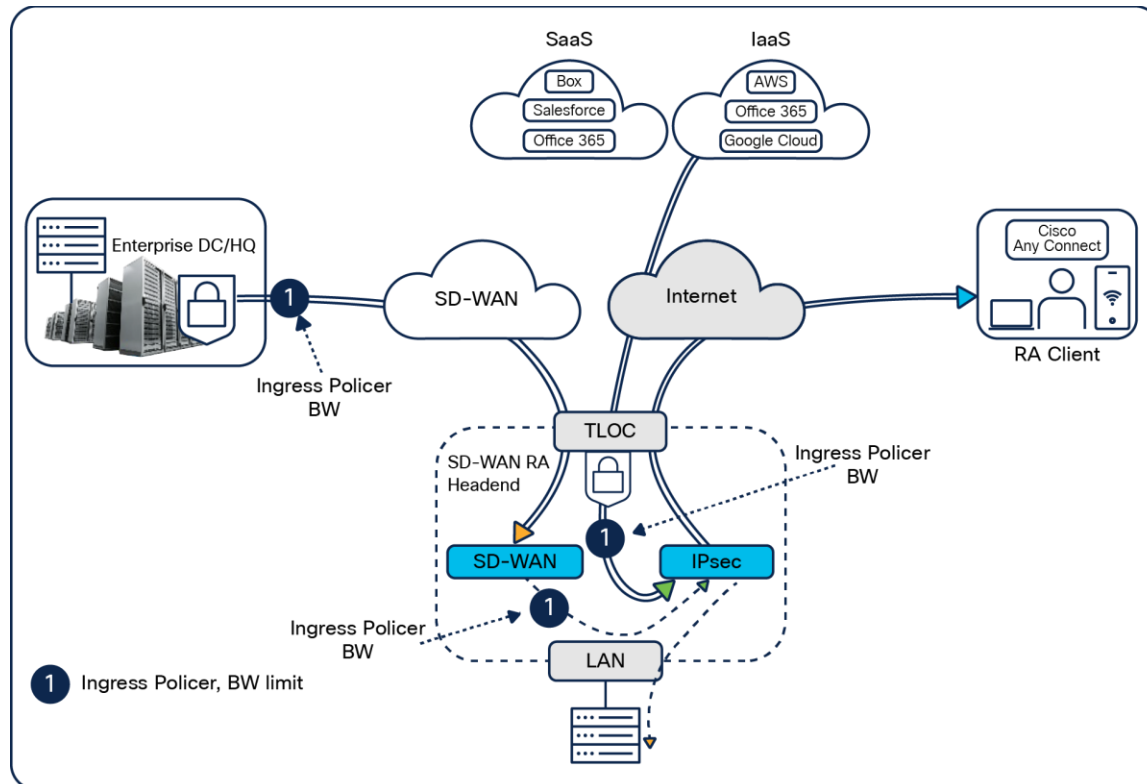 SaaS
Box
Salesforce
Office 365
IaaS
AWS
Office 365
Google Cloud
Enterprise DC/HQ
1
SD-WAN
Internet
Cisco
Any Connect
RA Client
Ingress Policer
BW
TLOC
SD-WAN RA
Headend
Ingress Policer
BW
1
SD-WAN
IPsec
1
Ingress Policer
BW
LAN
1 Ingress Policer, BW limit